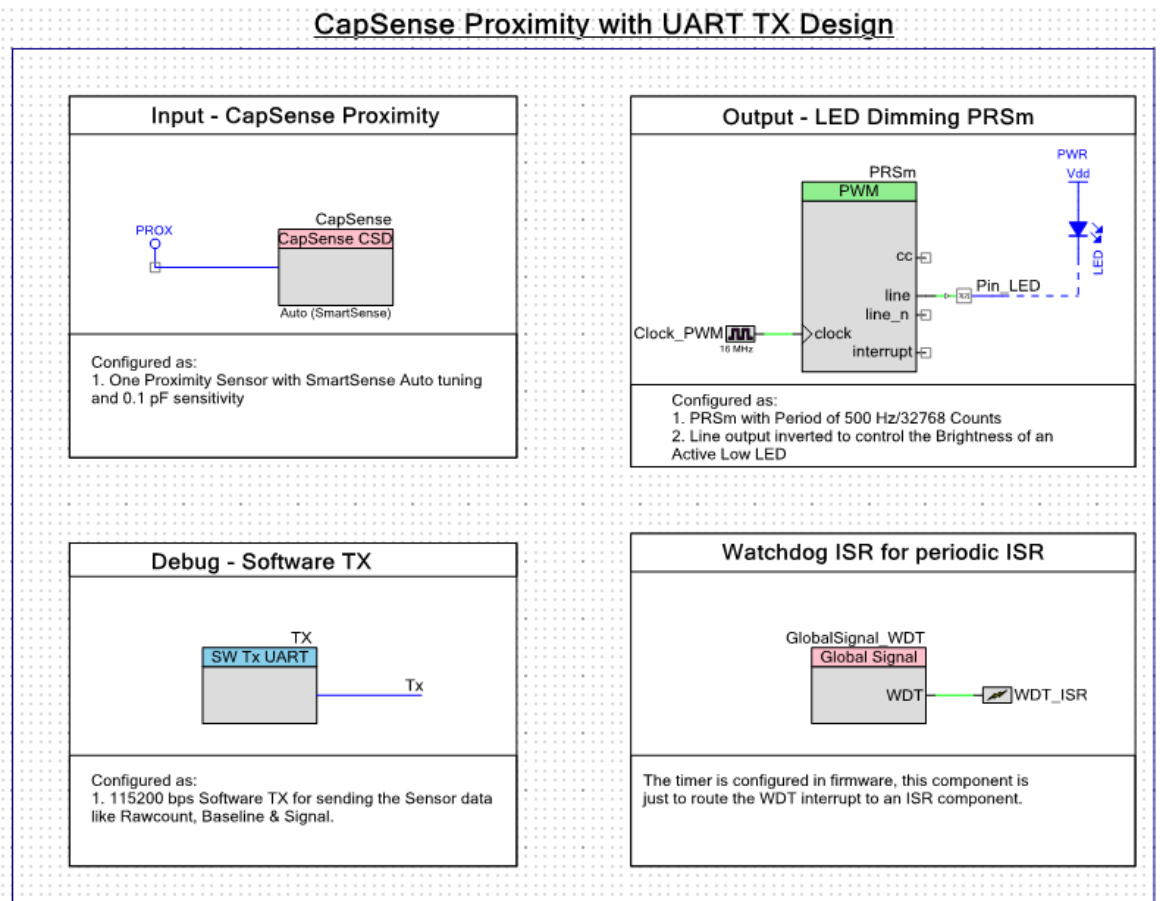 CapSense Proximity with UART TX Design
Input - CapSense Proximity
PROX
CapSense
CapSense CSD
Auto (SmartSense)
Configured as:
1. One Proximity Sensor with SmartSense Auto tuning
and 0.1 pF sensitivity
Output - LED Dimming PRSm
PWR
Vdd
LED
PRSm
PWM
cc
line
Pin_LED
line_n
Clock_PWM
16 MHz
clock
interrupt
Configured as:
1. PRSm with Period of 500 Hz/32768 Counts
2. Line output inverted to control the Brightness of an
Active Low LED
Debug - Software TX
TX
SW Tx UART
Tx
Configured as:
1. 115200 bps Software TX for sending the Sensor data
like Rawcount, Baseline & Signal.
Watchdog ISR for periodic ISR
GlobalSignal_WDT
Global Signal
WDT
WDT_ISR
The timer is configured in firmware, this component is
just to route the WDT interrupt to an ISR component.